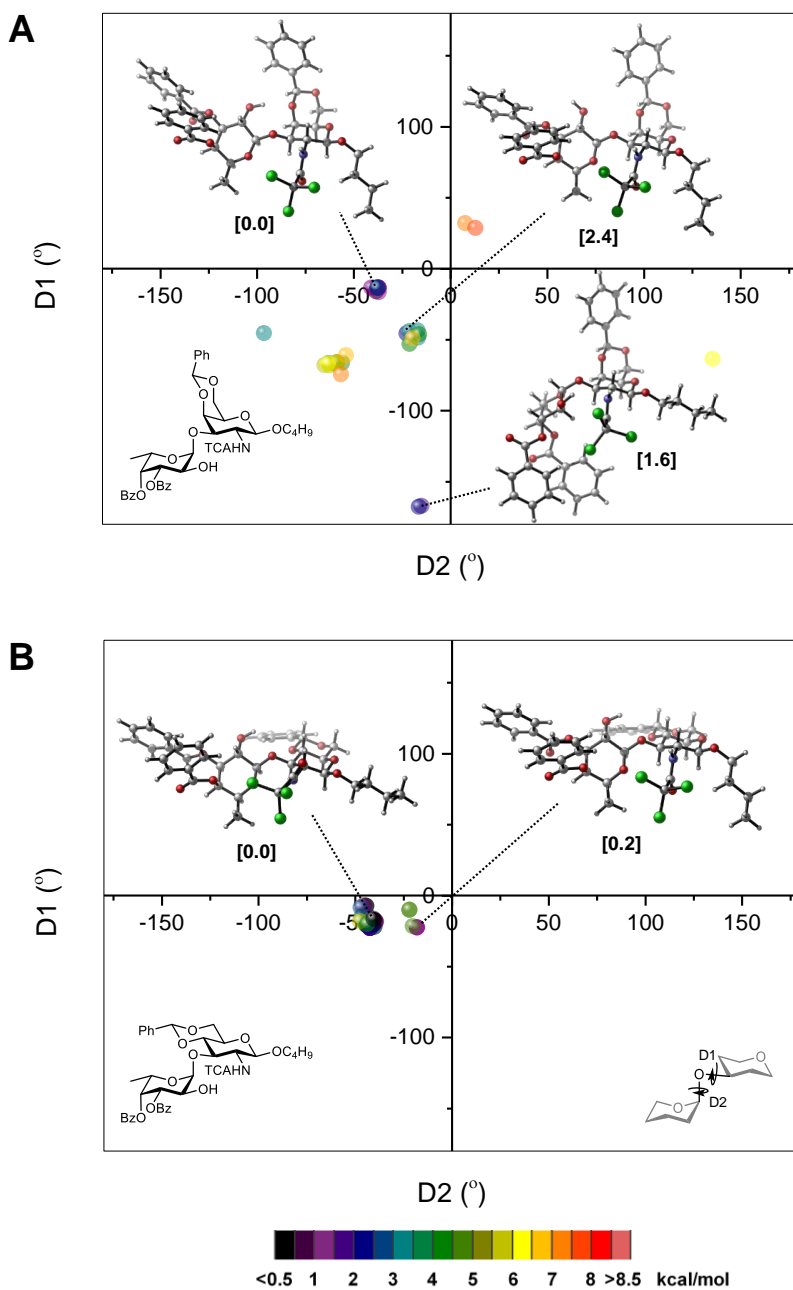 A
100
[0.0]
[2.4]
D1 (°)
0
-150
-100
-50
0
50
100
150
Ph
O
O
O
O
OC₄H₉
TCAHN
O
OH
BzO
OBz
-100
[1.6]
D2 (°)
B
100
[0.0]
[0.2]
D1 (°)
0
-150
-100
-50
0
50
100
150
Ph
O
O
O
O
OC₄H₉
TCAHN
O
OH
BzO
OBz
-100
D1
O
O
O
D2
D2 (°)
<0.5 1 2 3 4 5 6 7 8 >8.5 kcal/mol